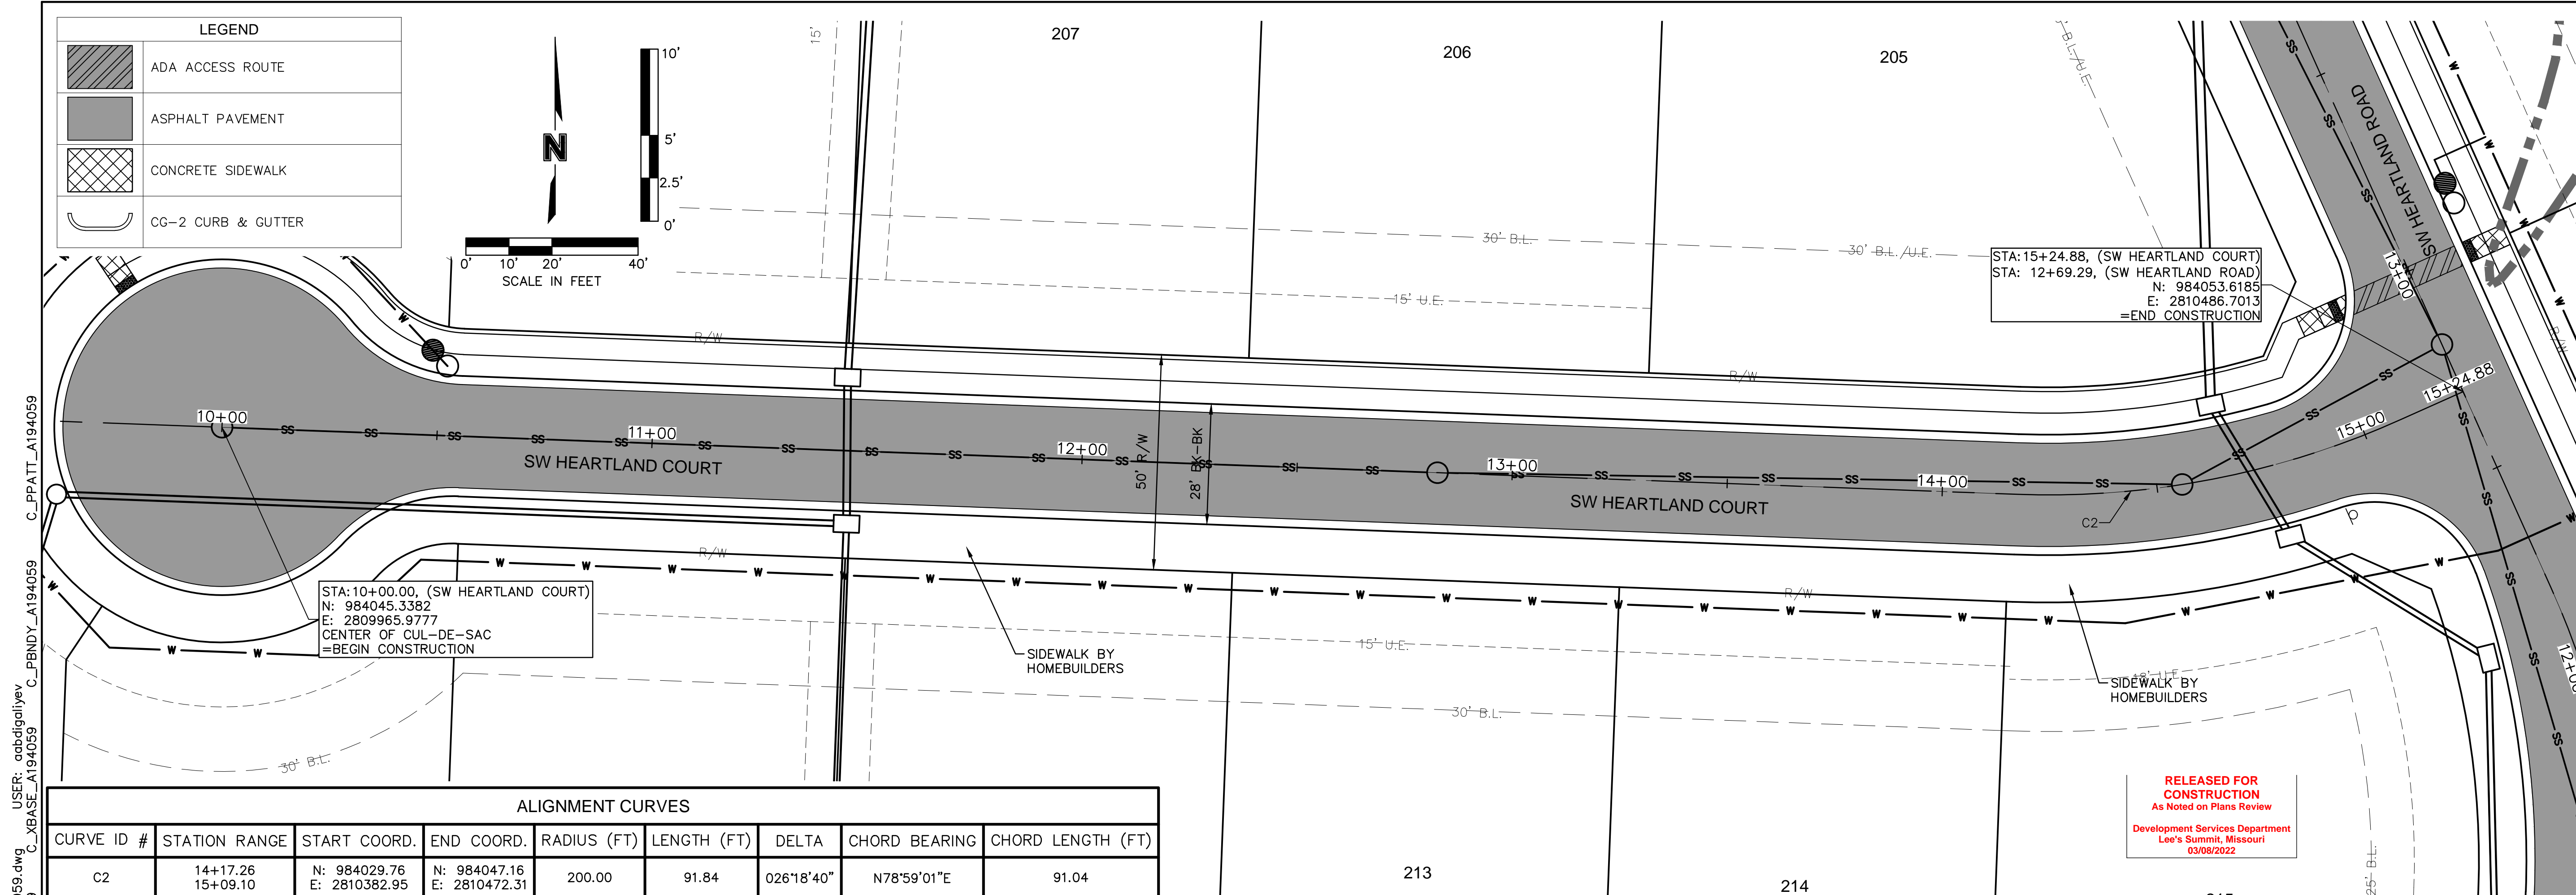 LEGEND
ADA ACCESS ROUTE
ASPHALT PAVEMENT
CONCRETE SIDEWALK
CG-2 CURB & GUTTER
N
10'
5'
2.5'
0'
0' 10' 20' 40'
SCALE IN FEET
15'
207
206
205
B.L./U.E.
30' B.L.
30' B.L./U.E.
15' U.E.
R/W
R/W
SW HEARTLAND ROAD
13+00
STA:15+24.88, (SW HEARTLAND COURT)
STA: 12+69.29, (SW HEARTLAND ROAD)
N: 984053.6185
E: 2810486.7013
=END CONSTRUCTION
R/W
10+00
11+00
12+00
13+00
14+00
15+00
15+24.88
SW HEARTLAND COURT
SW HEARTLAND COURT
50' R/W
28' BK-BK
C2
R/W
R/W
STA:10+00.00, (SW HEARTLAND COURT)
N: 984045.3382
E: 2809965.9777
CENTER OF CUL-DE-SAC
=BEGIN CONSTRUCTION
SIDEWALK BY
HOMEBUILDERS
15' U.E.
30' B.L.
30' B.L.
SIDEWALK BY
HOMEBUILDERS
12+00
25' B.L.
RELEASED FOR
CONSTRUCTION
As Noted on Plans Review
Development Services Department
Lee's Summit, Missouri
03/08/2022
213
214
ALIGNMENT CURVES
CURVE ID # STATION RANGE START COORD. END COORD. RADIUS (FT) LENGTH (FT) DELTA CHORD BEARING CHORD LENGTH (FT)
C2 14+17.26 15+09.10 N: 984029.76 E: 2810382.95 N: 984047.16 E: 2810472.31 200.00 91.84 026°18'40" N78°59'01"E 91.04
C_PPATT_A194059
C_PBNDY_A194059
C_XBASE_A194059
USER: aabdigaliyev
59.dwg